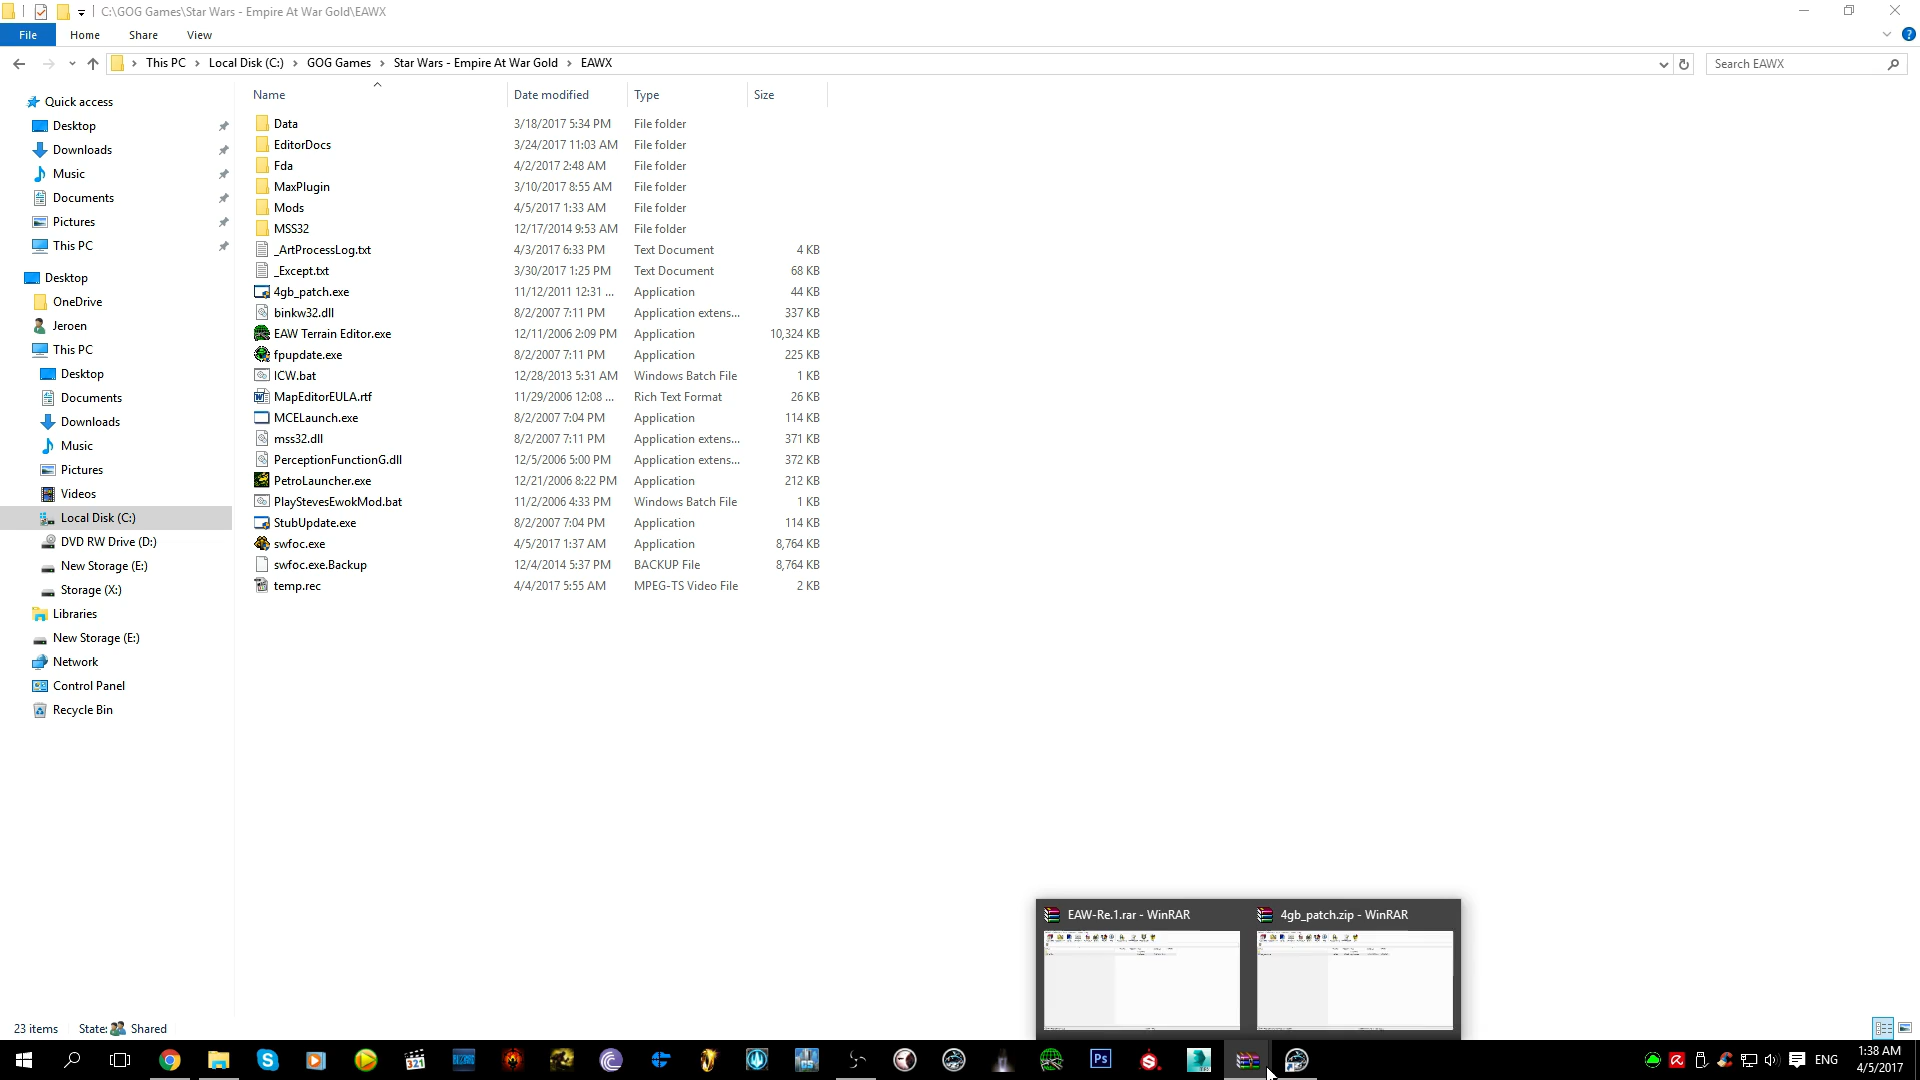 C:\GOG Games\Star Wars - Empire At War Gold\EAWX
File Home Share View
This PC Local Disk (C:) GOG Games Star Wars - Empire At War Gold EAWX Search EAWX
Name Date modified Type Size
Quick access
Desktop
Downloads
Music
Documents
Pictures
This PC
Desktop
OneDrive
Jeroen
This PC
Desktop
Documents
Downloads
Music
Pictures
Videos
Local Disk (C:)
DVD RW Drive (D:)
New Storage (E:)
Storage (X:)
Libraries
New Storage (E:)
Network
Control Panel
Recycle Bin
Data 3/18/2017 5:34 PM File folder
EditorDocs 3/24/2017 11:03 AM File folder
Fda 4/2/2017 2:48 AM File folder
MaxPlugin 3/10/2017 8:55 AM File folder
Mods 4/5/2017 1:33 AM File folder
MSS32 12/17/2014 9:53 AM File folder
_ArtProcessLog.txt 4/3/2017 6:33 PM Text Document 4 KB
_Except.txt 3/30/2017 1:25 PM Text Document 68 KB
4gb_patch.exe 11/12/2011 12:31 ... Application 44 KB
binkw32.dll 8/2/2007 7:11 PM Application extens... 337 KB
EAW Terrain Editor.exe 12/11/2006 2:09 PM Application 10,324 KB
fpupdate.exe 8/2/2007 7:11 PM Application 225 KB
ICW.bat 12/28/2013 5:31 AM Windows Batch File 1 KB
MapEditorEULA.rtf 11/29/2006 12:08 ... Rich Text Format 26 KB
MCELaunch.exe 8/2/2007 7:04 PM Application 114 KB
mss32.dll 8/2/2007 7:11 PM Application extens... 371 KB
PerceptionFunctionG.dll 12/5/2006 5:00 PM Application extens... 372 KB
PetroLauncher.exe 12/21/2006 8:22 PM Application 212 KB
PlayStevesEwokMod.bat 11/2/2006 4:33 PM Windows Batch File 1 KB
StubUpdate.exe 8/2/2007 7:04 PM Application 114 KB
swfoc.exe 4/5/2017 1:37 AM Application 8,764 KB
swfoc.exe.Backup 12/4/2014 5:37 PM BACKUP File 8,764 KB
temp.rec 4/4/2017 5:55 AM MPEG-TS Video File 2 KB
EAW-Re.1.rar - WinRAR 4gb_patch.zip - WinRAR
23 items State: Shared
321
Ps
ENG
1:38 AM
4/5/2017